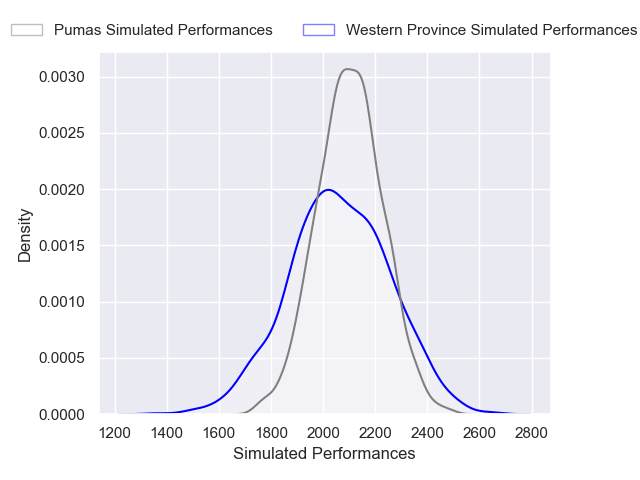 Pumas Simulated Performances Western Province Simulated Performances
0.0030
0.0025
0.0020
0.0015
0.0010
0.0005
0.0000
Density
1200 1400 1600 1800 2000 2200 2400 2600 2800
Simulated Performances